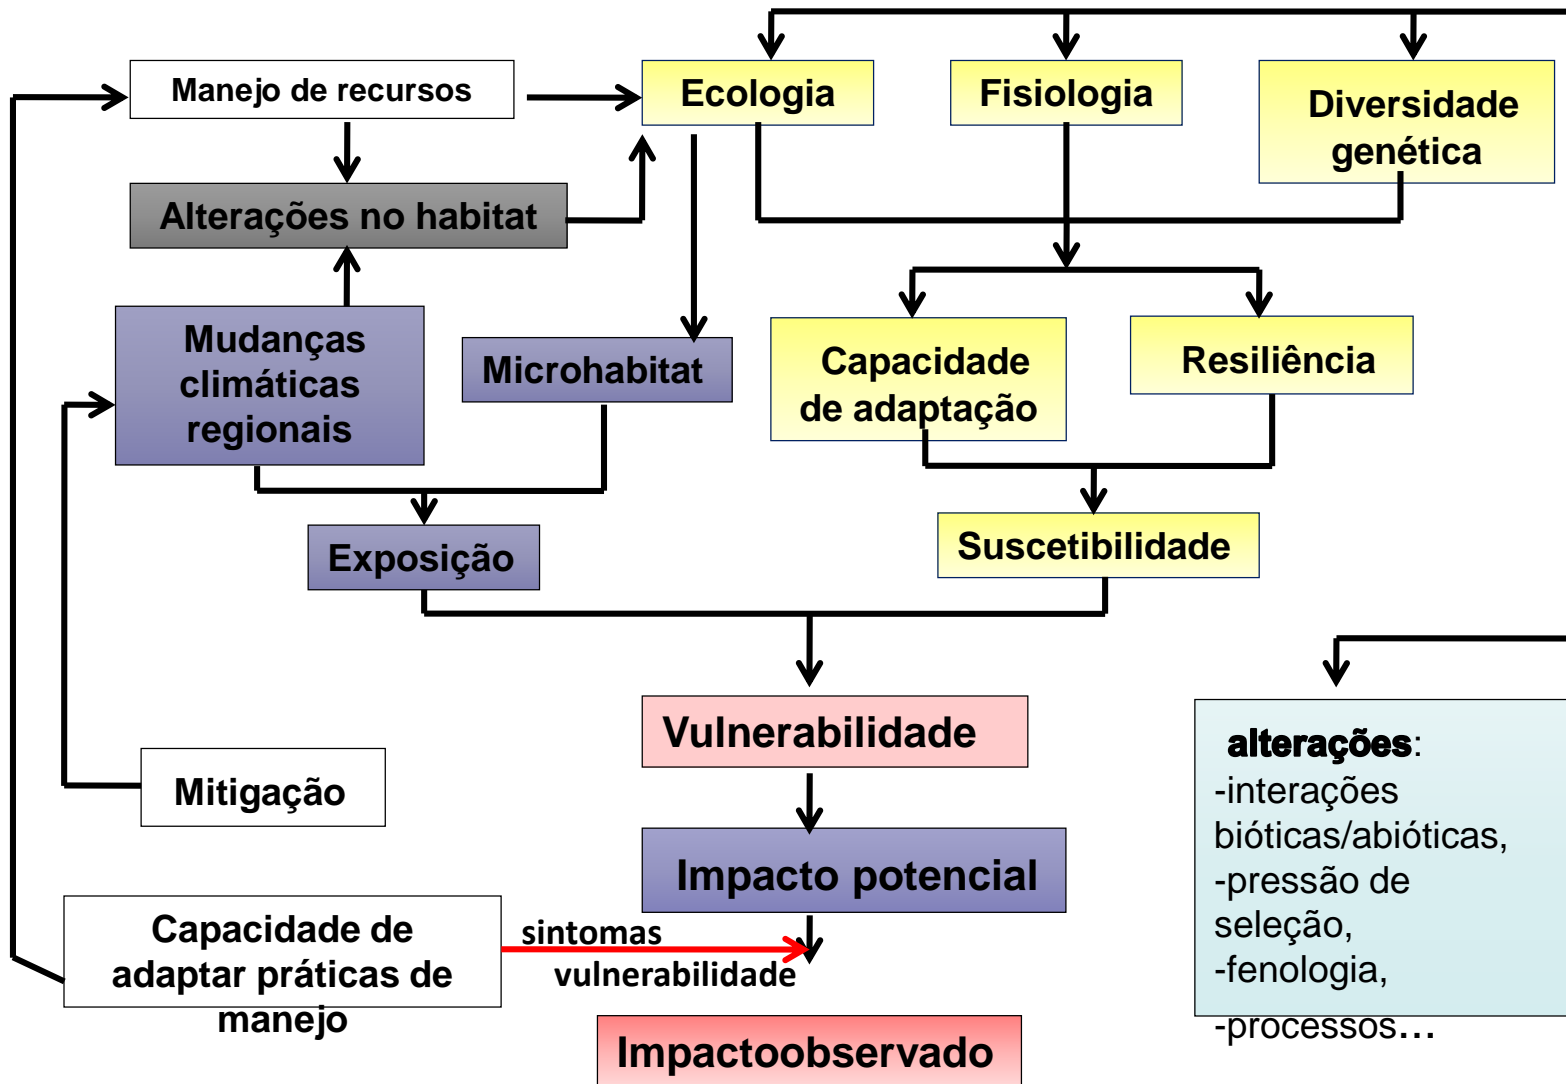 Manejo de recursos
Ecologia
Fisiologia
Diversidade
genética
Alterações no habitat
Mudanças
climáticas
regionais
Microhabitat
Capacidade
de adaptação
Resiliência
Exposição
Suscetibilidade
Vulnerabilidade
Mitigação
Impacto potencial
Capacidade de
adaptar práticas de
manejo
sintomas
vulnerabilidade
Impactoobservado
alterações:
-interações
bióticas/abióticas,
-pressão de
seleção,
-fenologia,
-processos...